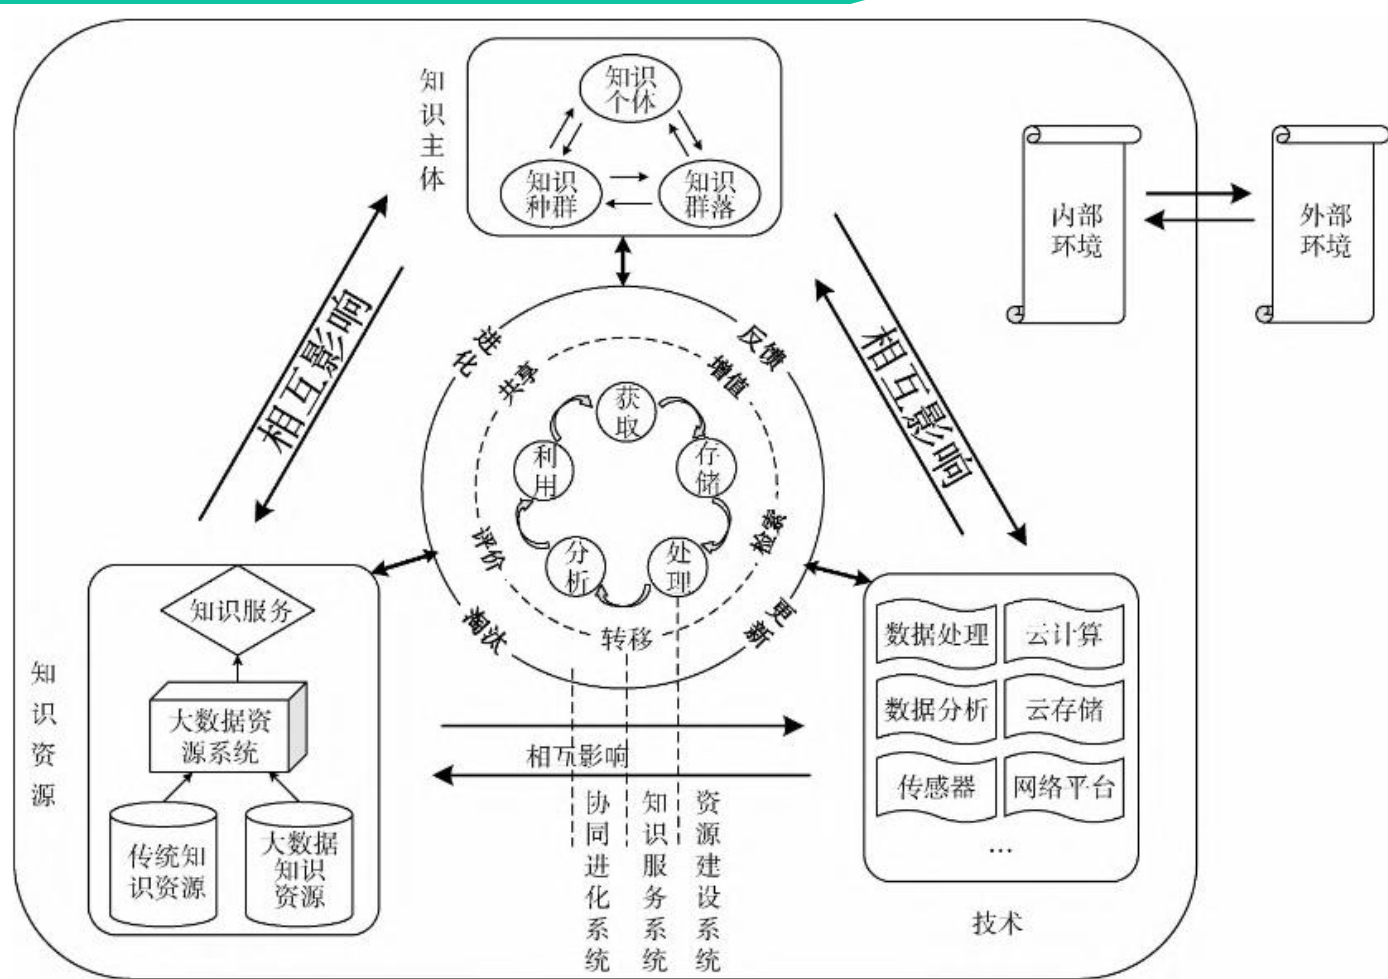 知识主体
知识
个体
知识
种群
知识
群落
内部
环境
外部
环境
相互影响
相互影响
进化
反馈
共享
增值
获取
利用
存储
评价
检索
分析
处理
淘汰
更新
转移
知识资源
知识服务
大数据资
源系统
传统知
识资源
大数据
知识
资源
相互影响
协同进化系统
知识服务系统
资源建设系统
数据处理
云计算
数据分析
云存储
传感器
网络平台
…
技术